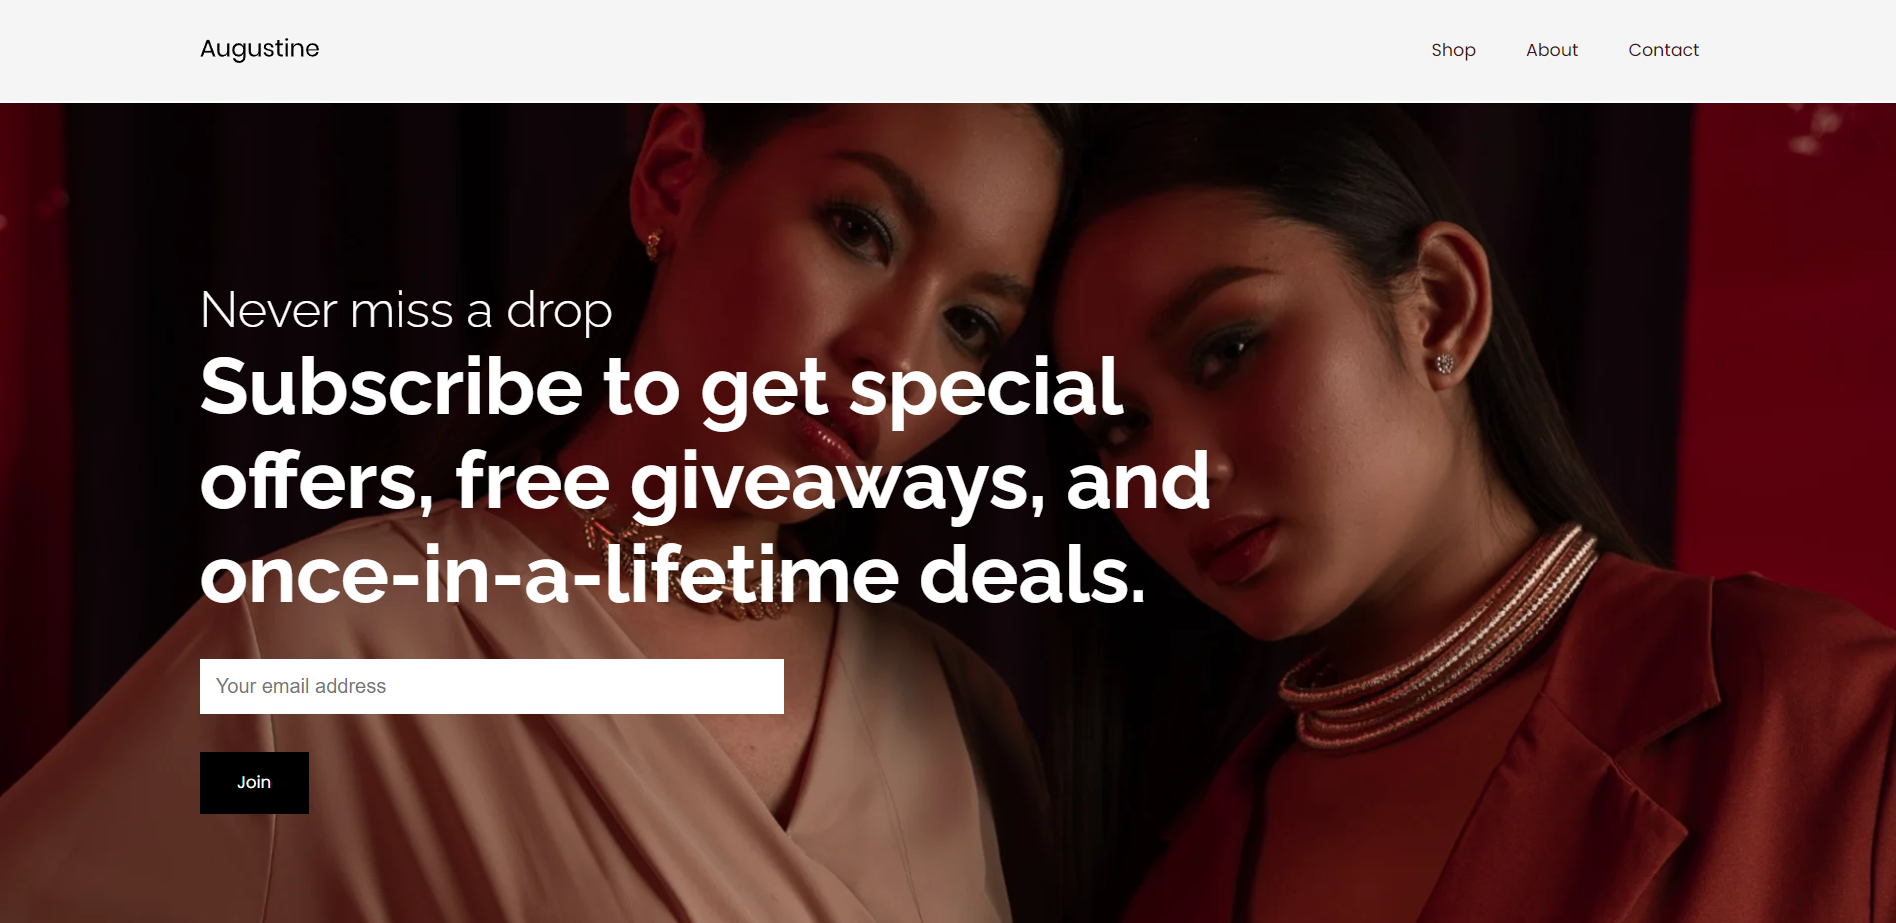 Augustine
Shop About Contact
Never miss a drop
Subscribe to get special
offers, free giveaways, and
once-in-a-lifetime deals.
Your email address
Join